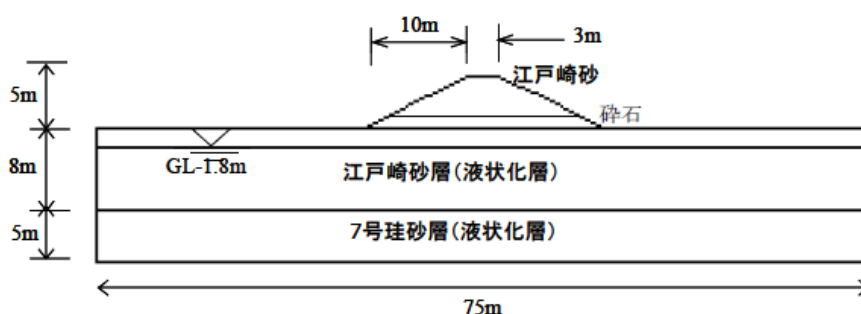 10m
3m
江戸崎砂
5m
砕石
GL-1.8m
8m
江戸崎砂層(液状化層)
7号珪砂層(液状化層)
5m
75m